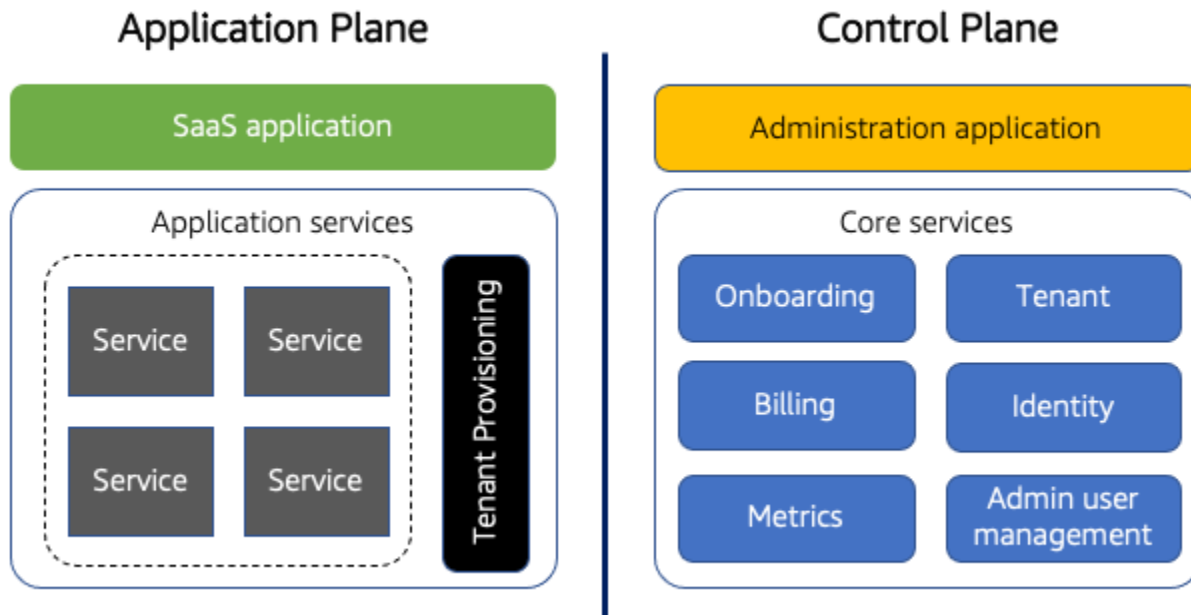 Application Plane
SaaS application
Application services
Service
Service
Service
Service
Tenant Provisioning
Control Plane
Administration application
Core services
Onboarding
Tenant
Billing
Identity
Metrics
Admin user
management